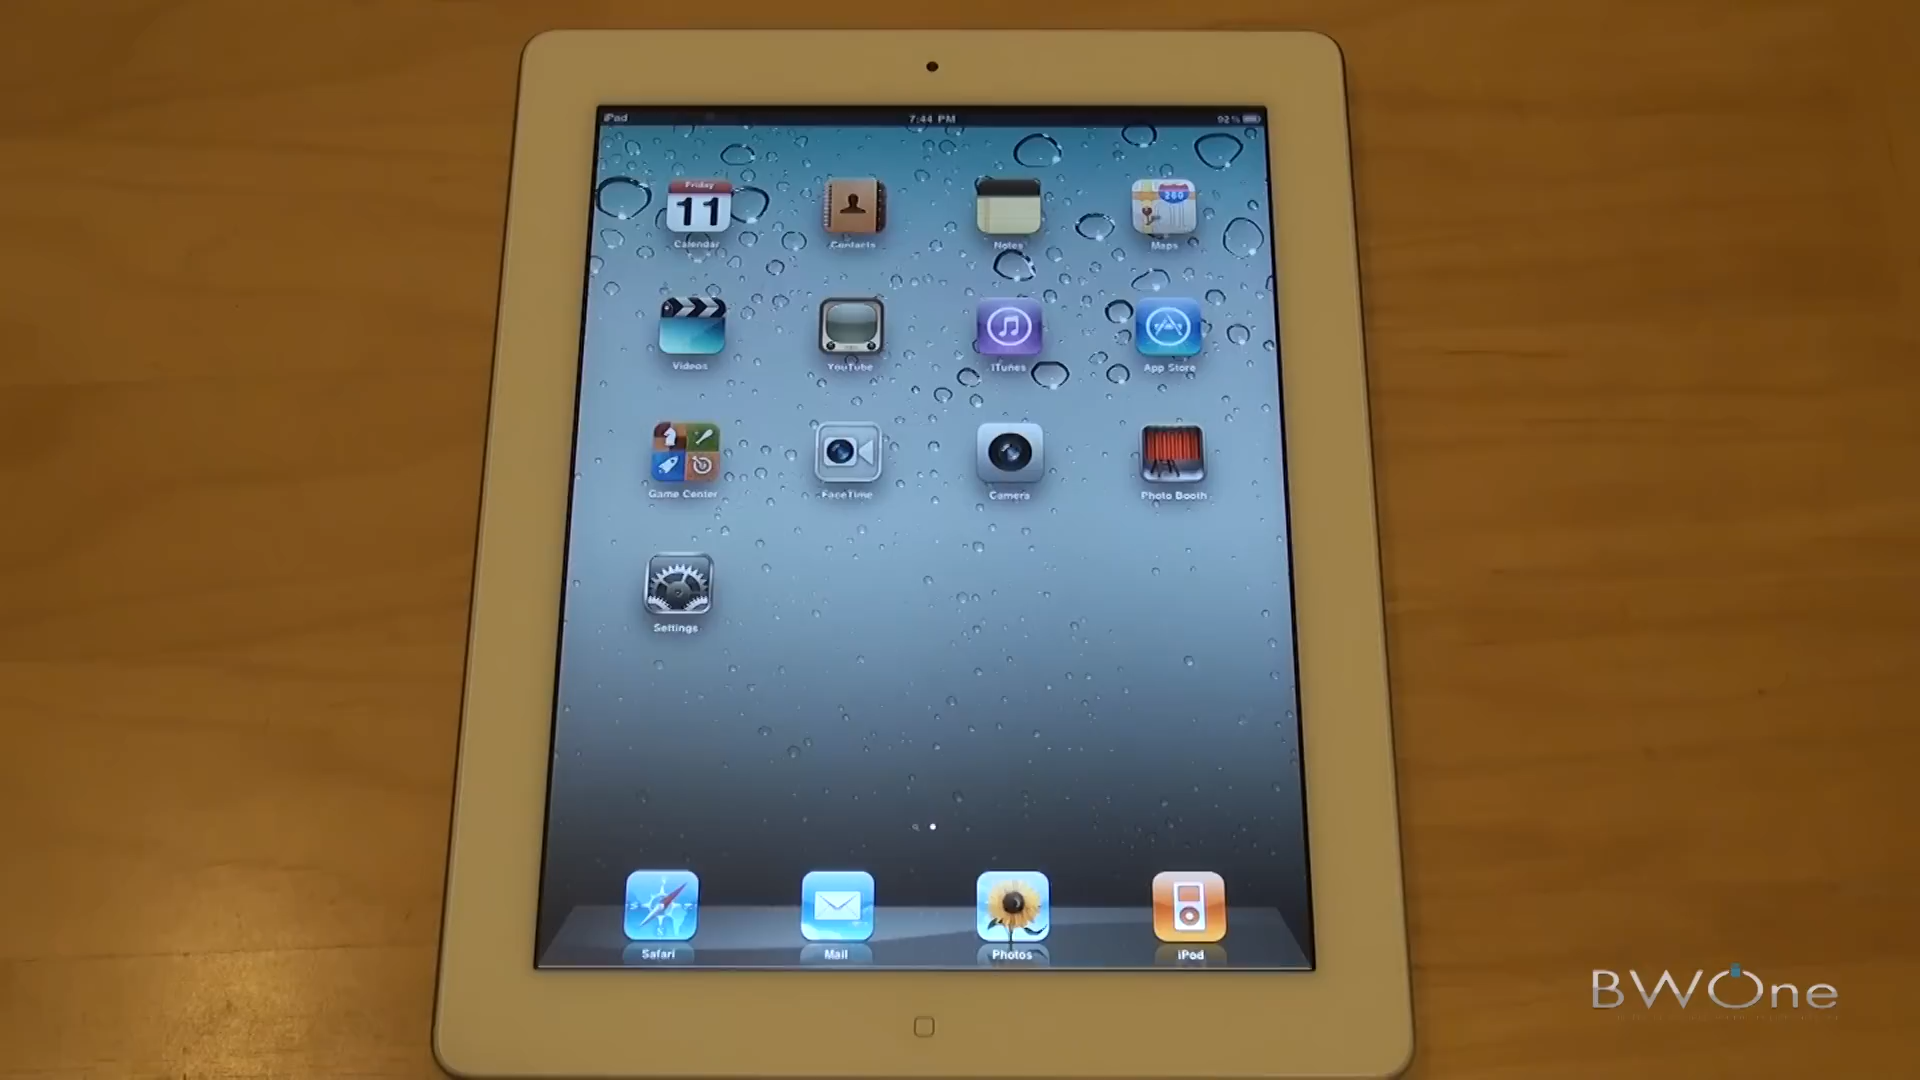 iPad 7:44 PM 92%
Friday
11
280
Calendar Contacts Notes Maps
Videos YouTube iTunes App Store
Game Center FaceTime Camera Photo Booth
Settings
Safari Mail Photos iPod
BWOne